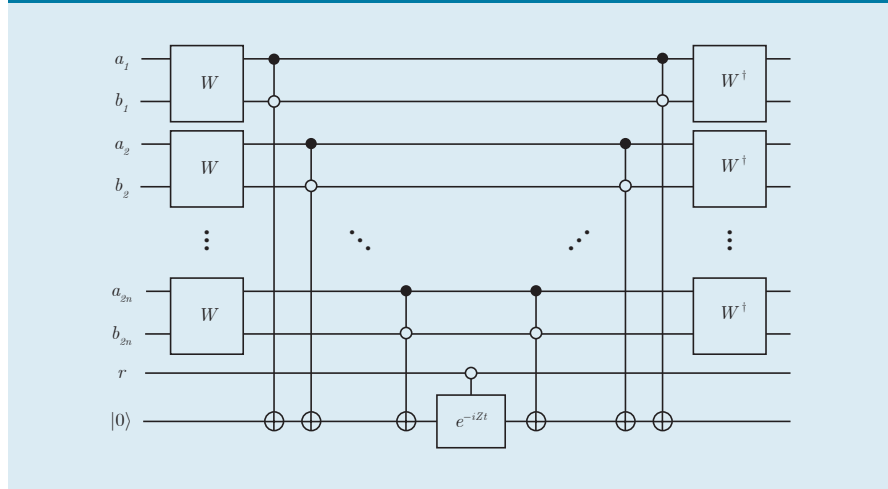 a₁ W W†
b₁
a₂ W W†
b₂
a₂ₙ W W†
b₂ₙ
r
|0⟩ e^{-iZt}